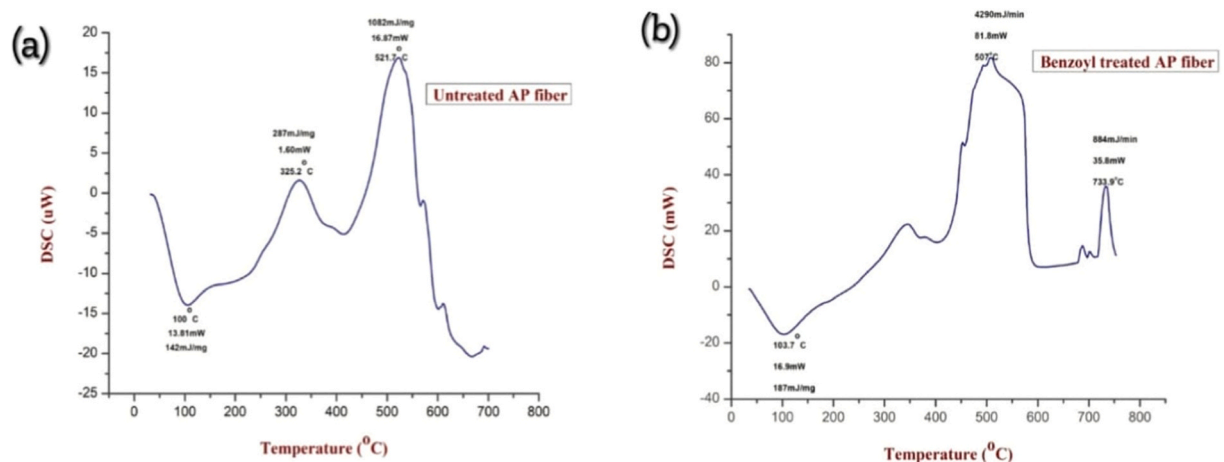 (a)
20
15
10
5
0
-5
-10
-15
-20
-25
DSC (uW)
1082mJ/mg
16.87mW
521.7 °C
Untreated AP fiber
287mJ/mg
1.60mW
325.2 °C
100 °C
13.81mW
142mJ/mg
0 100 200 300 400 500 600 700 800
Temperature (°C)
(b)
80
60
40
20
0
-20
-40
DSC (mW)
4290mJ/min
81.8mW
507°C
Benzoyl treated AP fiber
884mJ/min
35.8mW
733.9°C
103.7 °C
16.9mW
187mJ/mg
0 100 200 300 400 500 600 700 800
Temperature (°C)